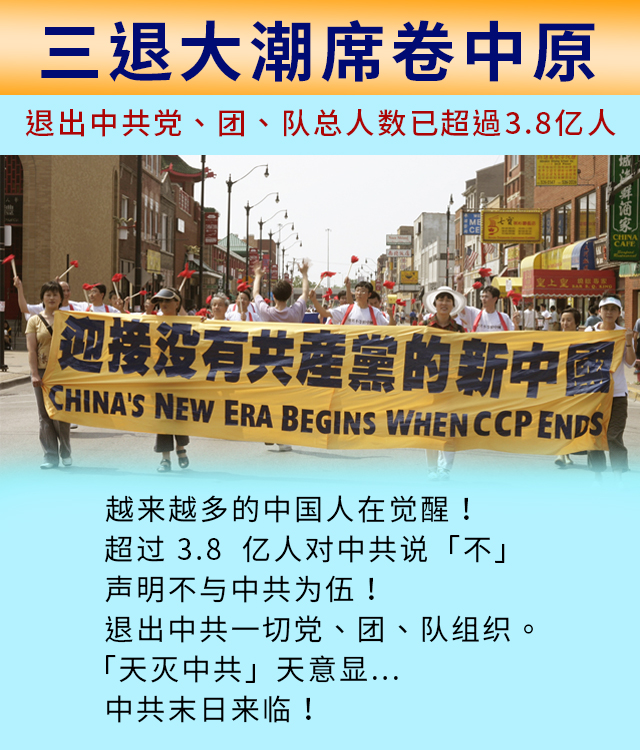 三退大潮席卷中原
退出中共党、团、队总人数已超過3.8亿人
迎接没有共産黨的新中國
CHINA'S NEW ERA BEGINS WHEN CCP ENDS
CHINA
CAFE
越来越多的中国人在觉醒！
超过 3.8 亿人对中共说「不」
声明不与中共为伍！
退出中共一切党、团、队组织。
「天灭中共」天意显...
中共末日来临！